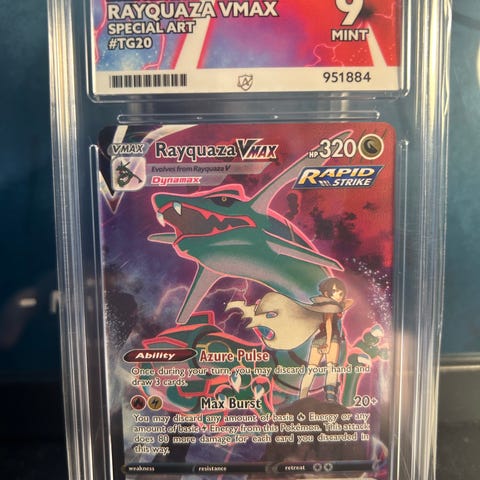 RAYQUAZA VMAX
SPECIAL ART
#TG20
9
MINT
951884
VMAX
Rayquaza VMAX
HP 320
Evolves from Rayquaza V
Dynamax
RAPID
STRIKE
Ability Azure Pulse
Once during your turn, you may discard your hand and
draw 3 cards.
Max Burst 20+
You may discard any amount of basic Energy or any
amount of basic Energy from this Pokémon. This attack
does 80 more damage for each card you discarded in
this way.
weakness resistance retreat